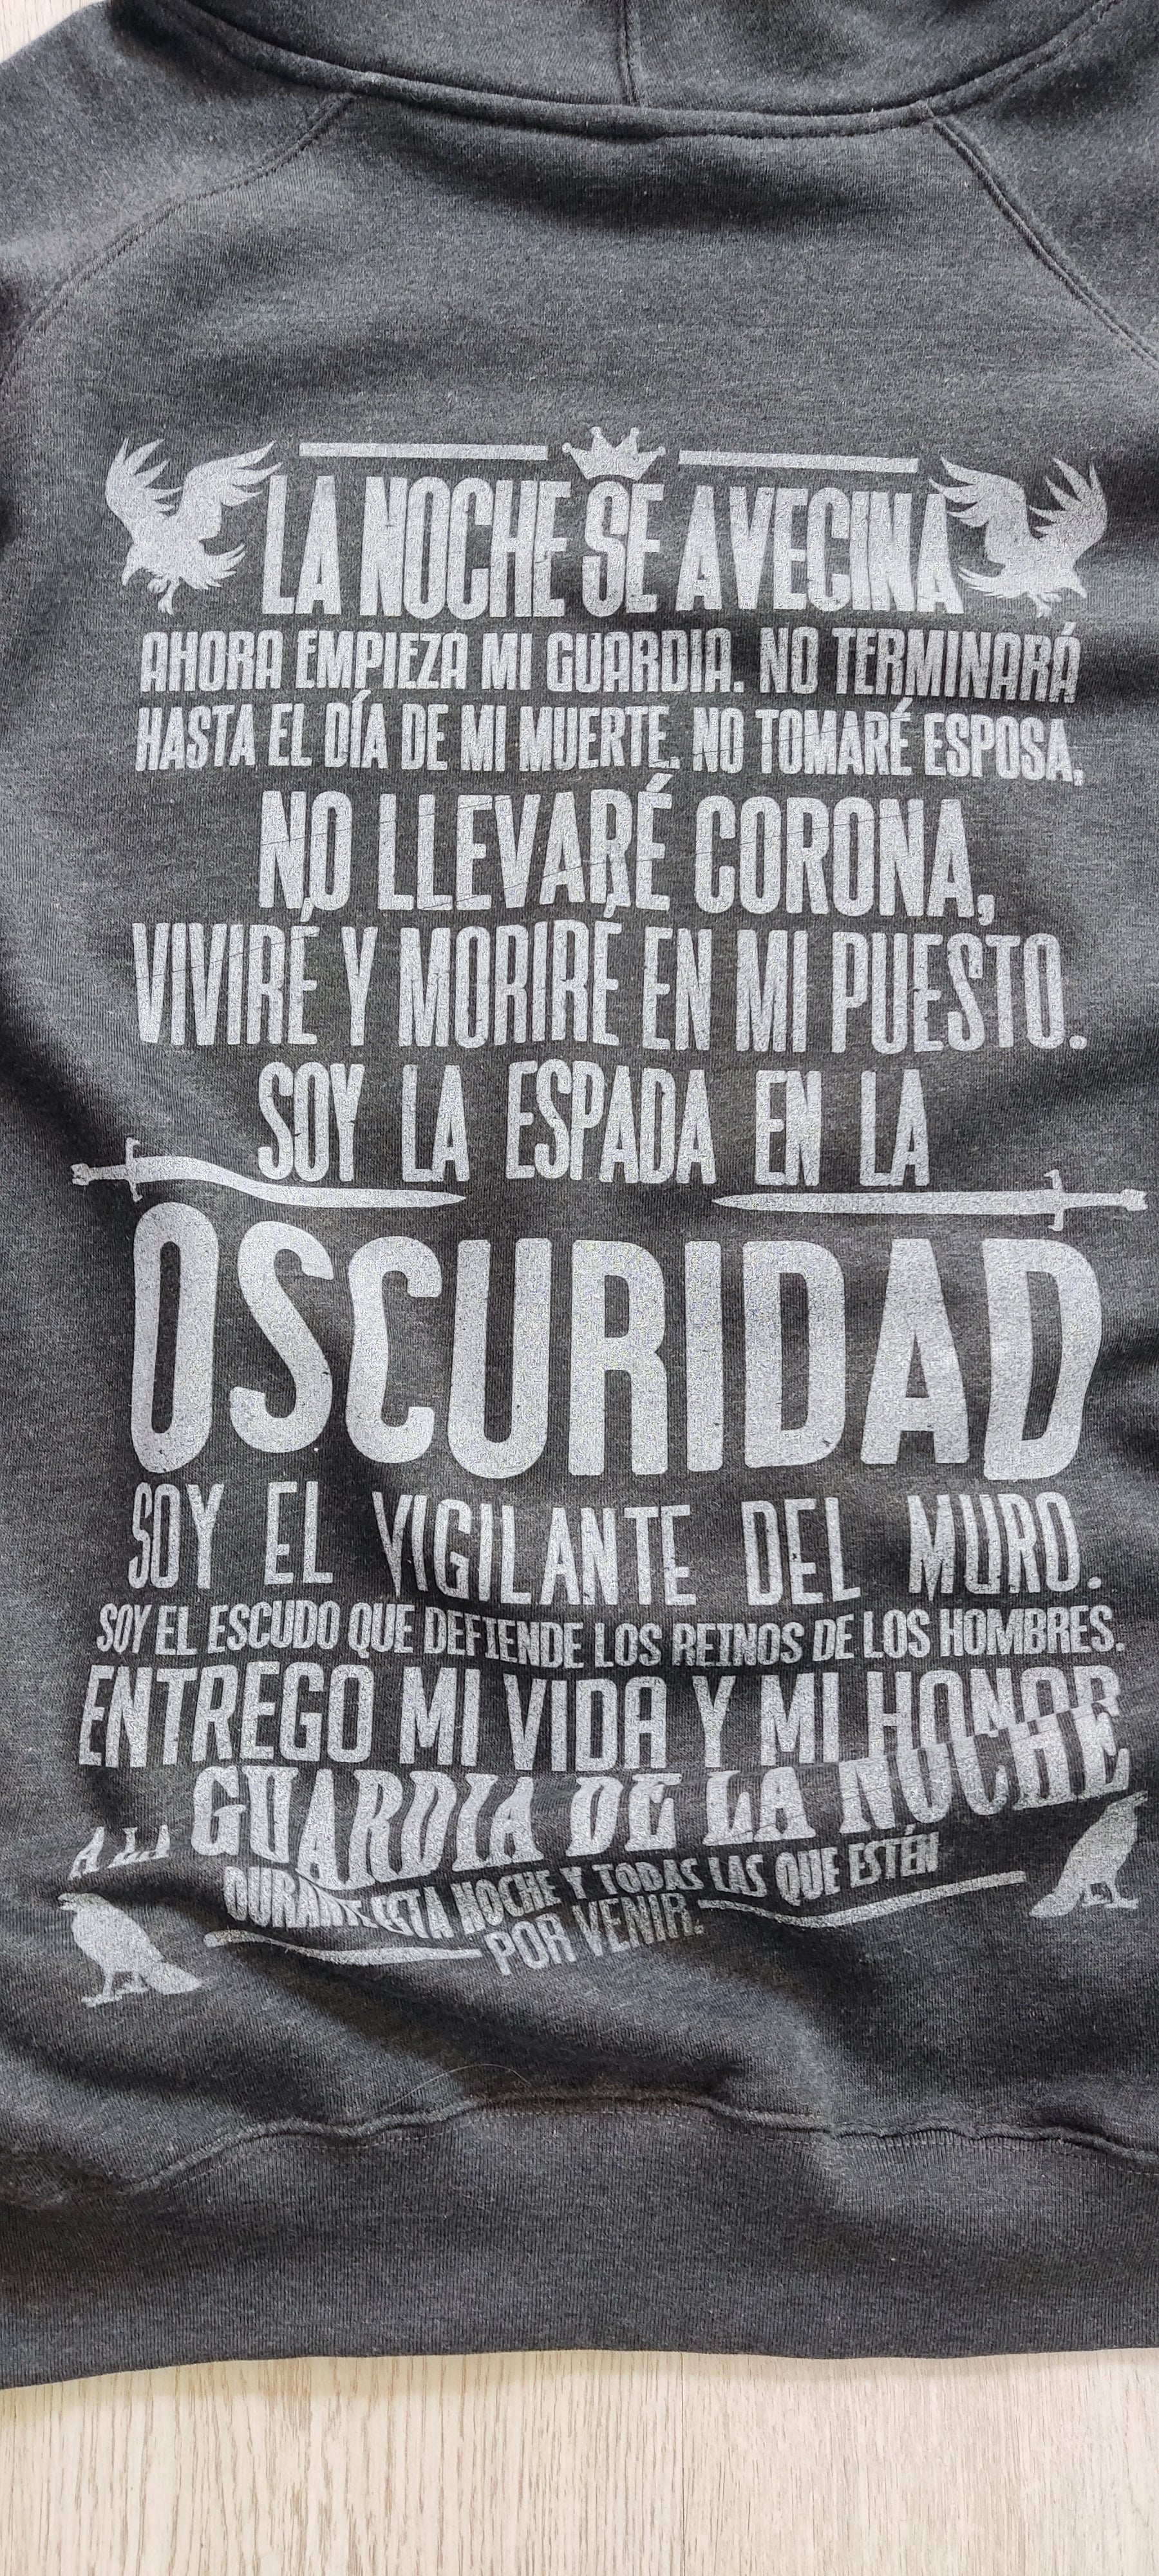 LA NOCHE SE AVECINA
AHORA EMPIEZA MI GUARDIA. NO TERMINARÁ
HASTA EL DÍA DE MI MUERTE. NO TOMARÉ ESPOSA,
NO LLEVARÉ CORONA,
VIVIRÉ Y MORIRÉ EN MI PUESTO.
SOY LA ESPADA EN LA
OSCURIDAD
SOY EL VIGILANTE DEL MURO.
SOY EL ESCUDO QUE DEFIENDE LOS REINOS DE LOS HOMBRES.
ENTREGO MI VIDA Y MI HONOR
A LA GUARDIA DE LA NOCHE
DURANTE ESTA NOCHE Y TODAS LAS QUE ESTÉN
POR VENIR.